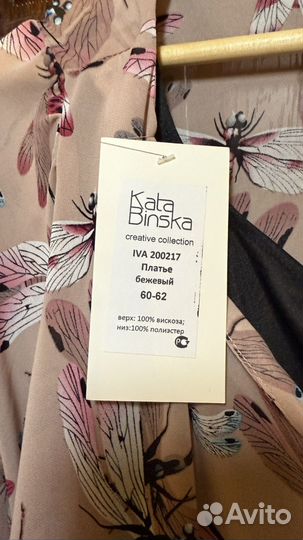 Kata
Binska
creative collection
IVA 200217
Платье
бежевый
60-62
верх: 100% вискоза;
низ:100% полиэстер
Avito